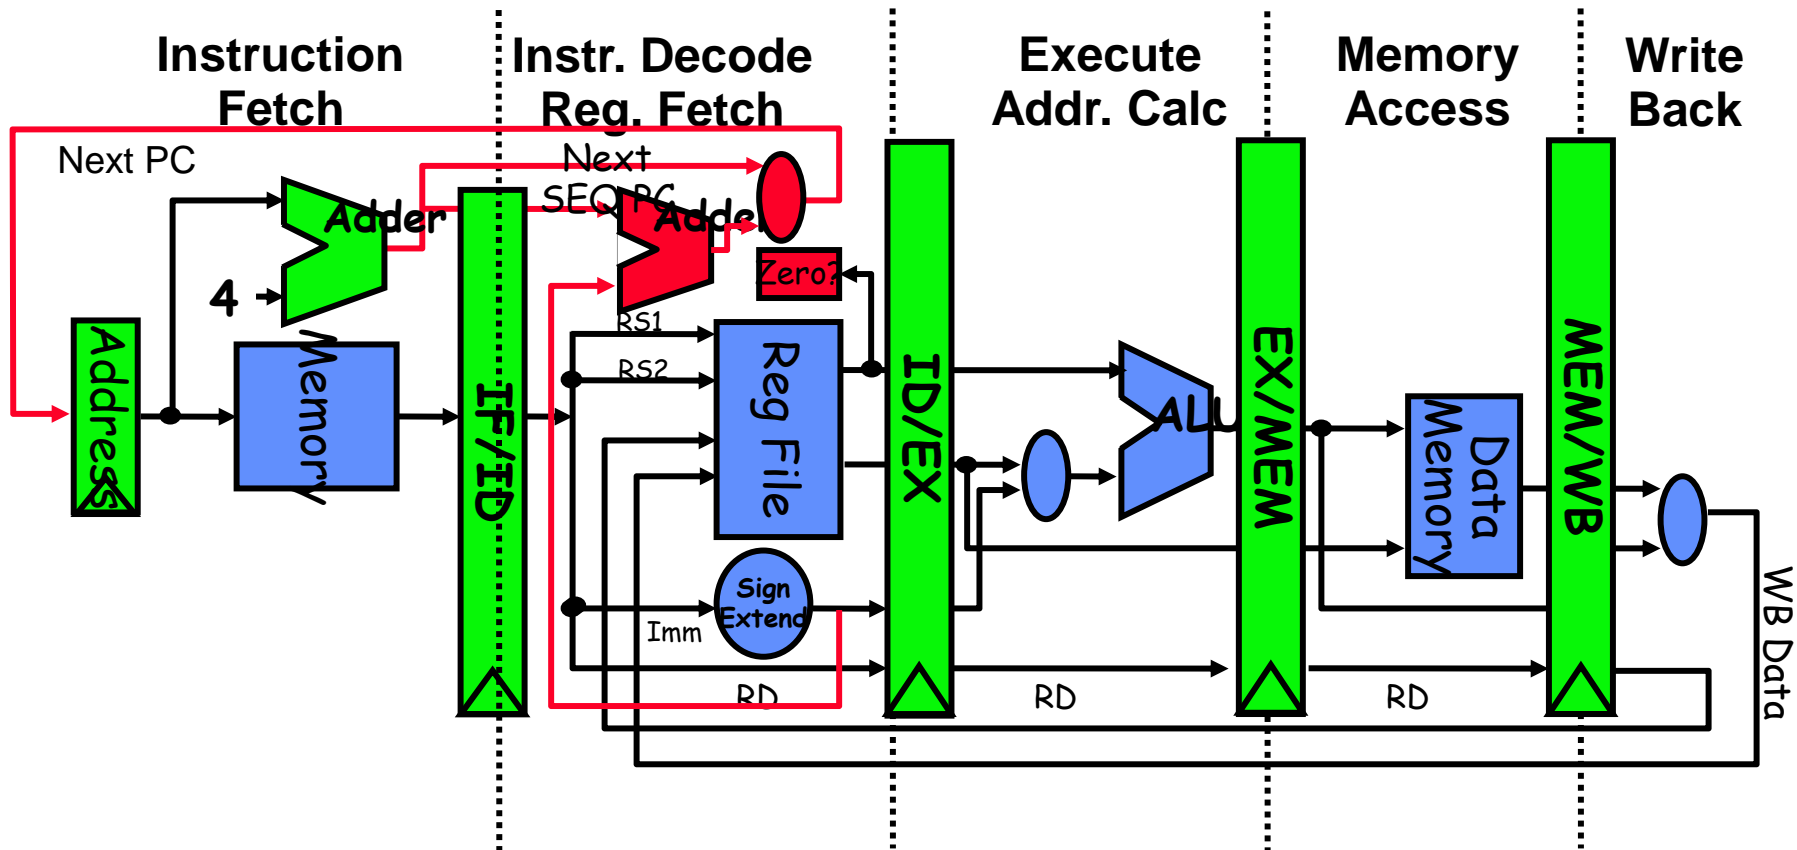 Instruction
Fetch
Instr. Decode
Reg. Fetch
Execute
Addr. Calc
Memory
Access
Write
Back
Next PC
Next
SEQ PC
Adder
Adder
4
Zero?
Address
Memory
IF/ID
RS1
RS2
Reg File
ID/EX
ALU
EX/MEM
Data
Memory
MEM/WB
Sign
Extend
Imm
RD
RD
RD
WB Data